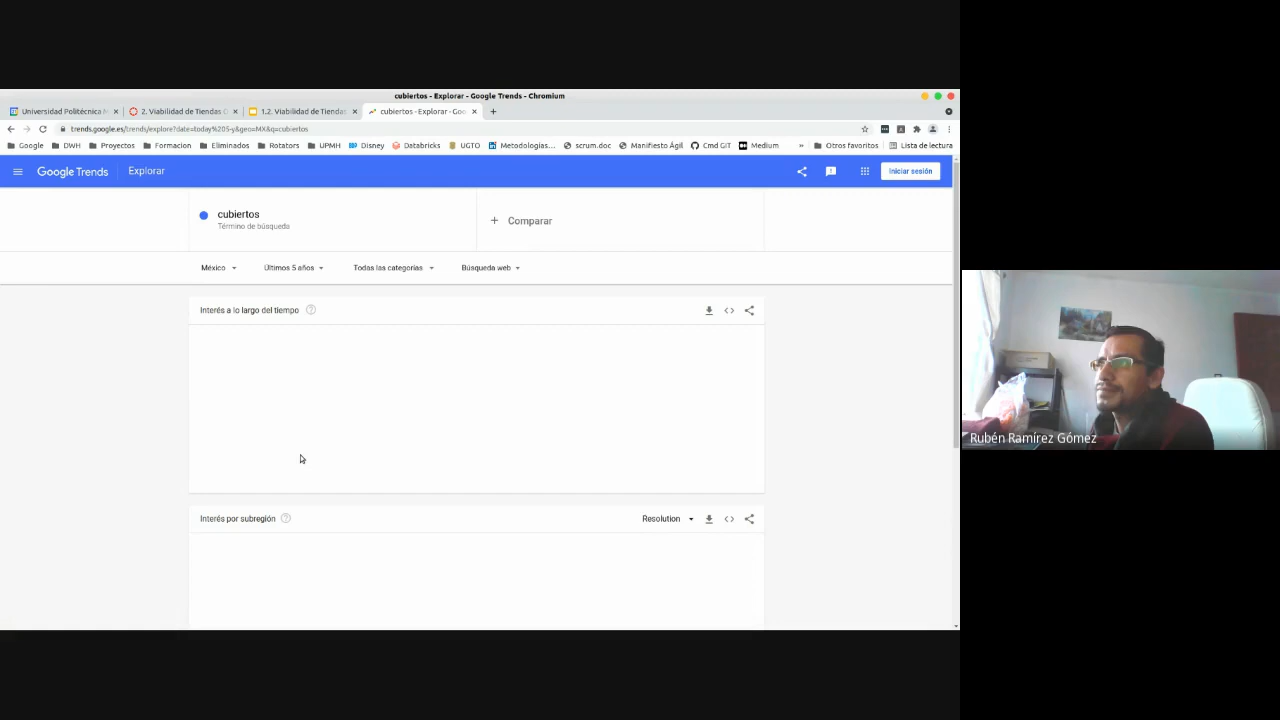 cubiertos - Explorar - Google Trends - Chromium
Universidad Politécnica
2. Viabilidad de Tiendas
1.2. Viabilidad de Tiendas
cubiertos - Explorar - Goo
trends.google.es/trends/explore?date=today%205-y&geo=MX&q=cubiertos
Google DWH Proyectos Formacion Eliminados Rotators UPMH Disney Databricks UGTO Metodologias... scrum.doc Manifiesto Ágil Cmd GIT Medium » Otros favoritos Lista de lectura
Google Trends Explorar Iniciar sesión
cubiertos
Término de búsqueda
+ Comparar
México Últimos 5 años Todas las categorías Búsqueda web
Interés a lo largo del tiempo
Interés por subregión Resolution
Rubén Ramírez Gómez